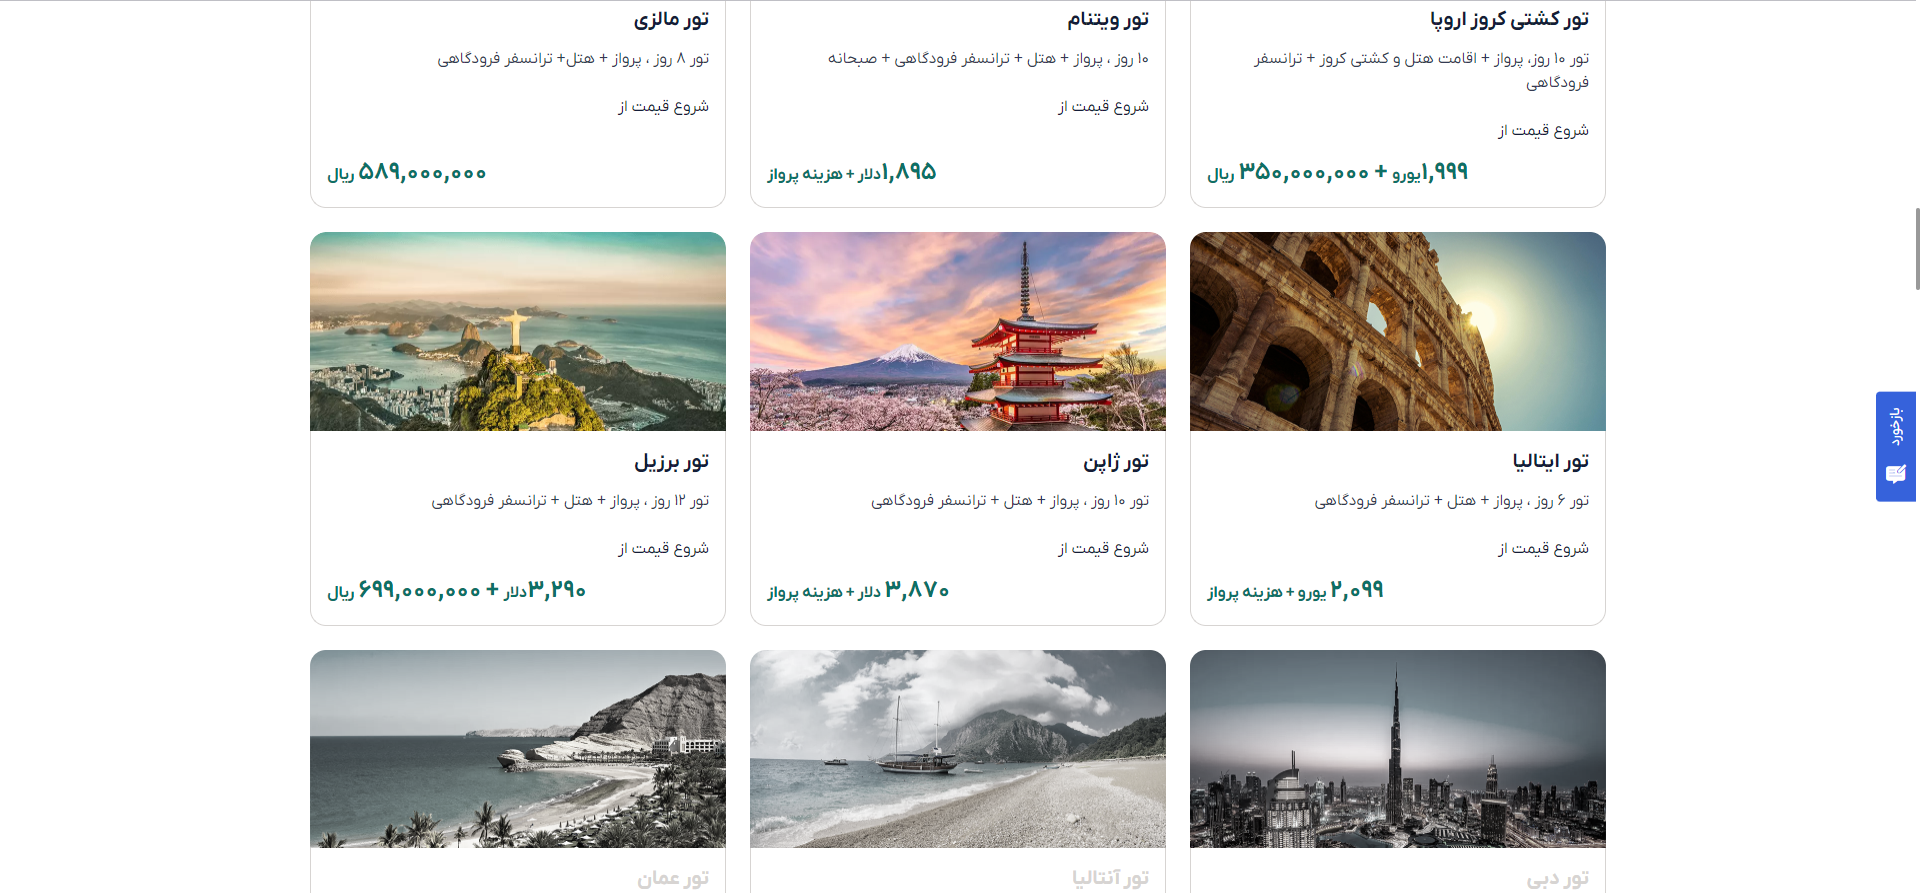 تور کشتی کروز اروپا
تور ۱۰ روز، پرواز + اقامت هتل و کشتی کروز + ترانسفر
فرودگاهی
شروع قیمت از
۱,۹۹۹یورو + ۳۵۰,۰۰۰,۰۰۰ ریال
تور ویتنام
۱۰ روز ، پرواز + هتل + ترانسفر فرودگاهی + صبحانه
شروع قیمت از
۱,۸۹۵دلار + هزینه پرواز
تور مالزی
تور ۸ روز ، پرواز + هتل+ ترانسفر فرودگاهی
شروع قیمت از
۵۸۹,۰۰۰,۰۰۰ ریال
تور ایتالیا
تور ۶ روز ، پرواز + هتل + ترانسفر فرودگاهی
شروع قیمت از
۲,۰۹۹ یورو + هزینه پرواز
تور ژاپن
تور ۱۰ روز ، پرواز + هتل + ترانسفر فرودگاهی
شروع قیمت از
۳,۸۷۰ دلار + هزینه پرواز
تور برزیل
تور ۱۲ روز ، پرواز + هتل + ترانسفر فرودگاهی
شروع قیمت از
۳,۲۹۰دلار + ۶۹۹,۰۰۰,۰۰۰ ریال
تور دبی
تور آنتالیا
تور عمان
بازخورد